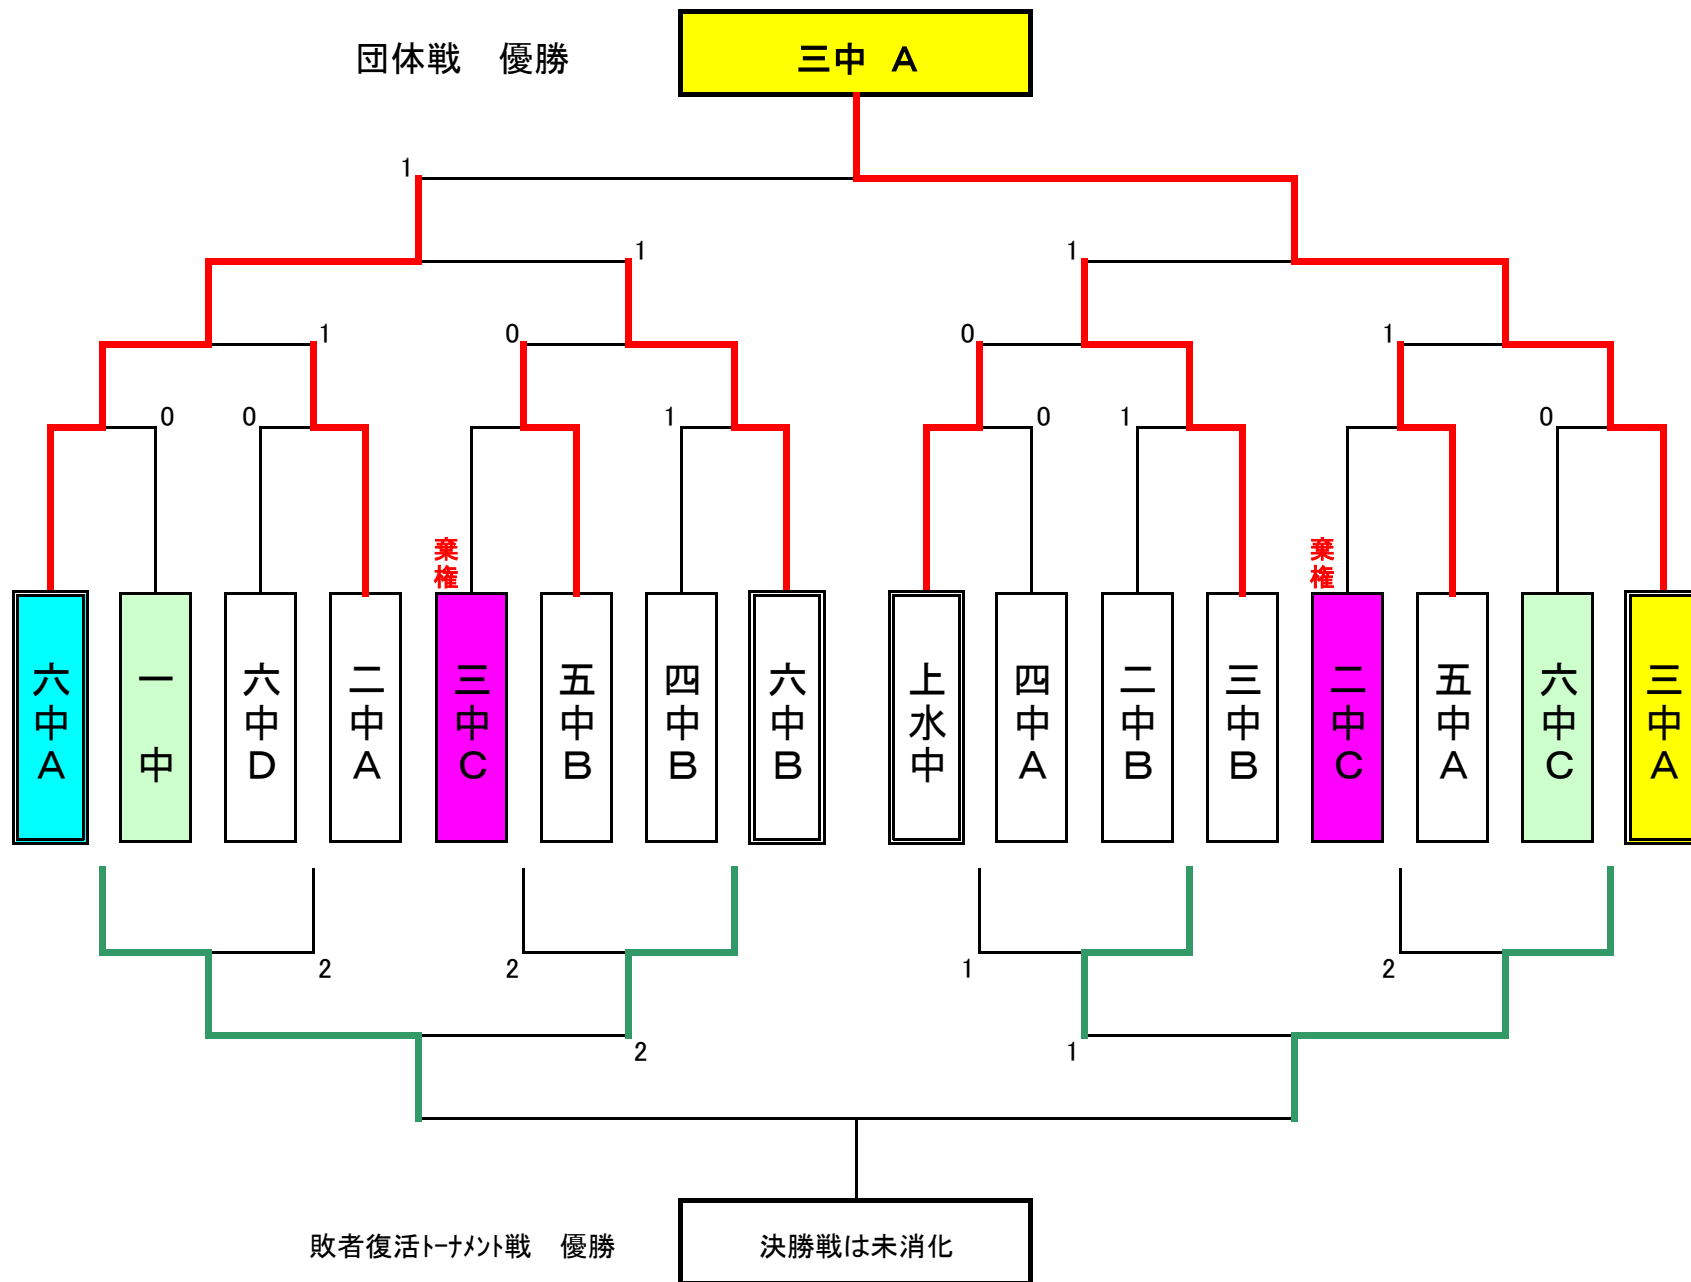 団体戦　優勝
三中　Ａ
1
1
1
1
0
0
1
0
0
1
0
1
0
棄権
棄権
六中Ａ
一中
六中Ｄ
二中Ａ
三中Ｃ
五中Ｂ
四中Ｂ
六中Ｂ
上水中
四中Ａ
二中Ｂ
三中Ｂ
二中Ｃ
五中Ａ
六中Ｃ
三中Ａ
2
2
1
2
2
1
敗者復活ﾄｰﾅﾒﾝﾄ戦　優勝
決勝戦は未消化